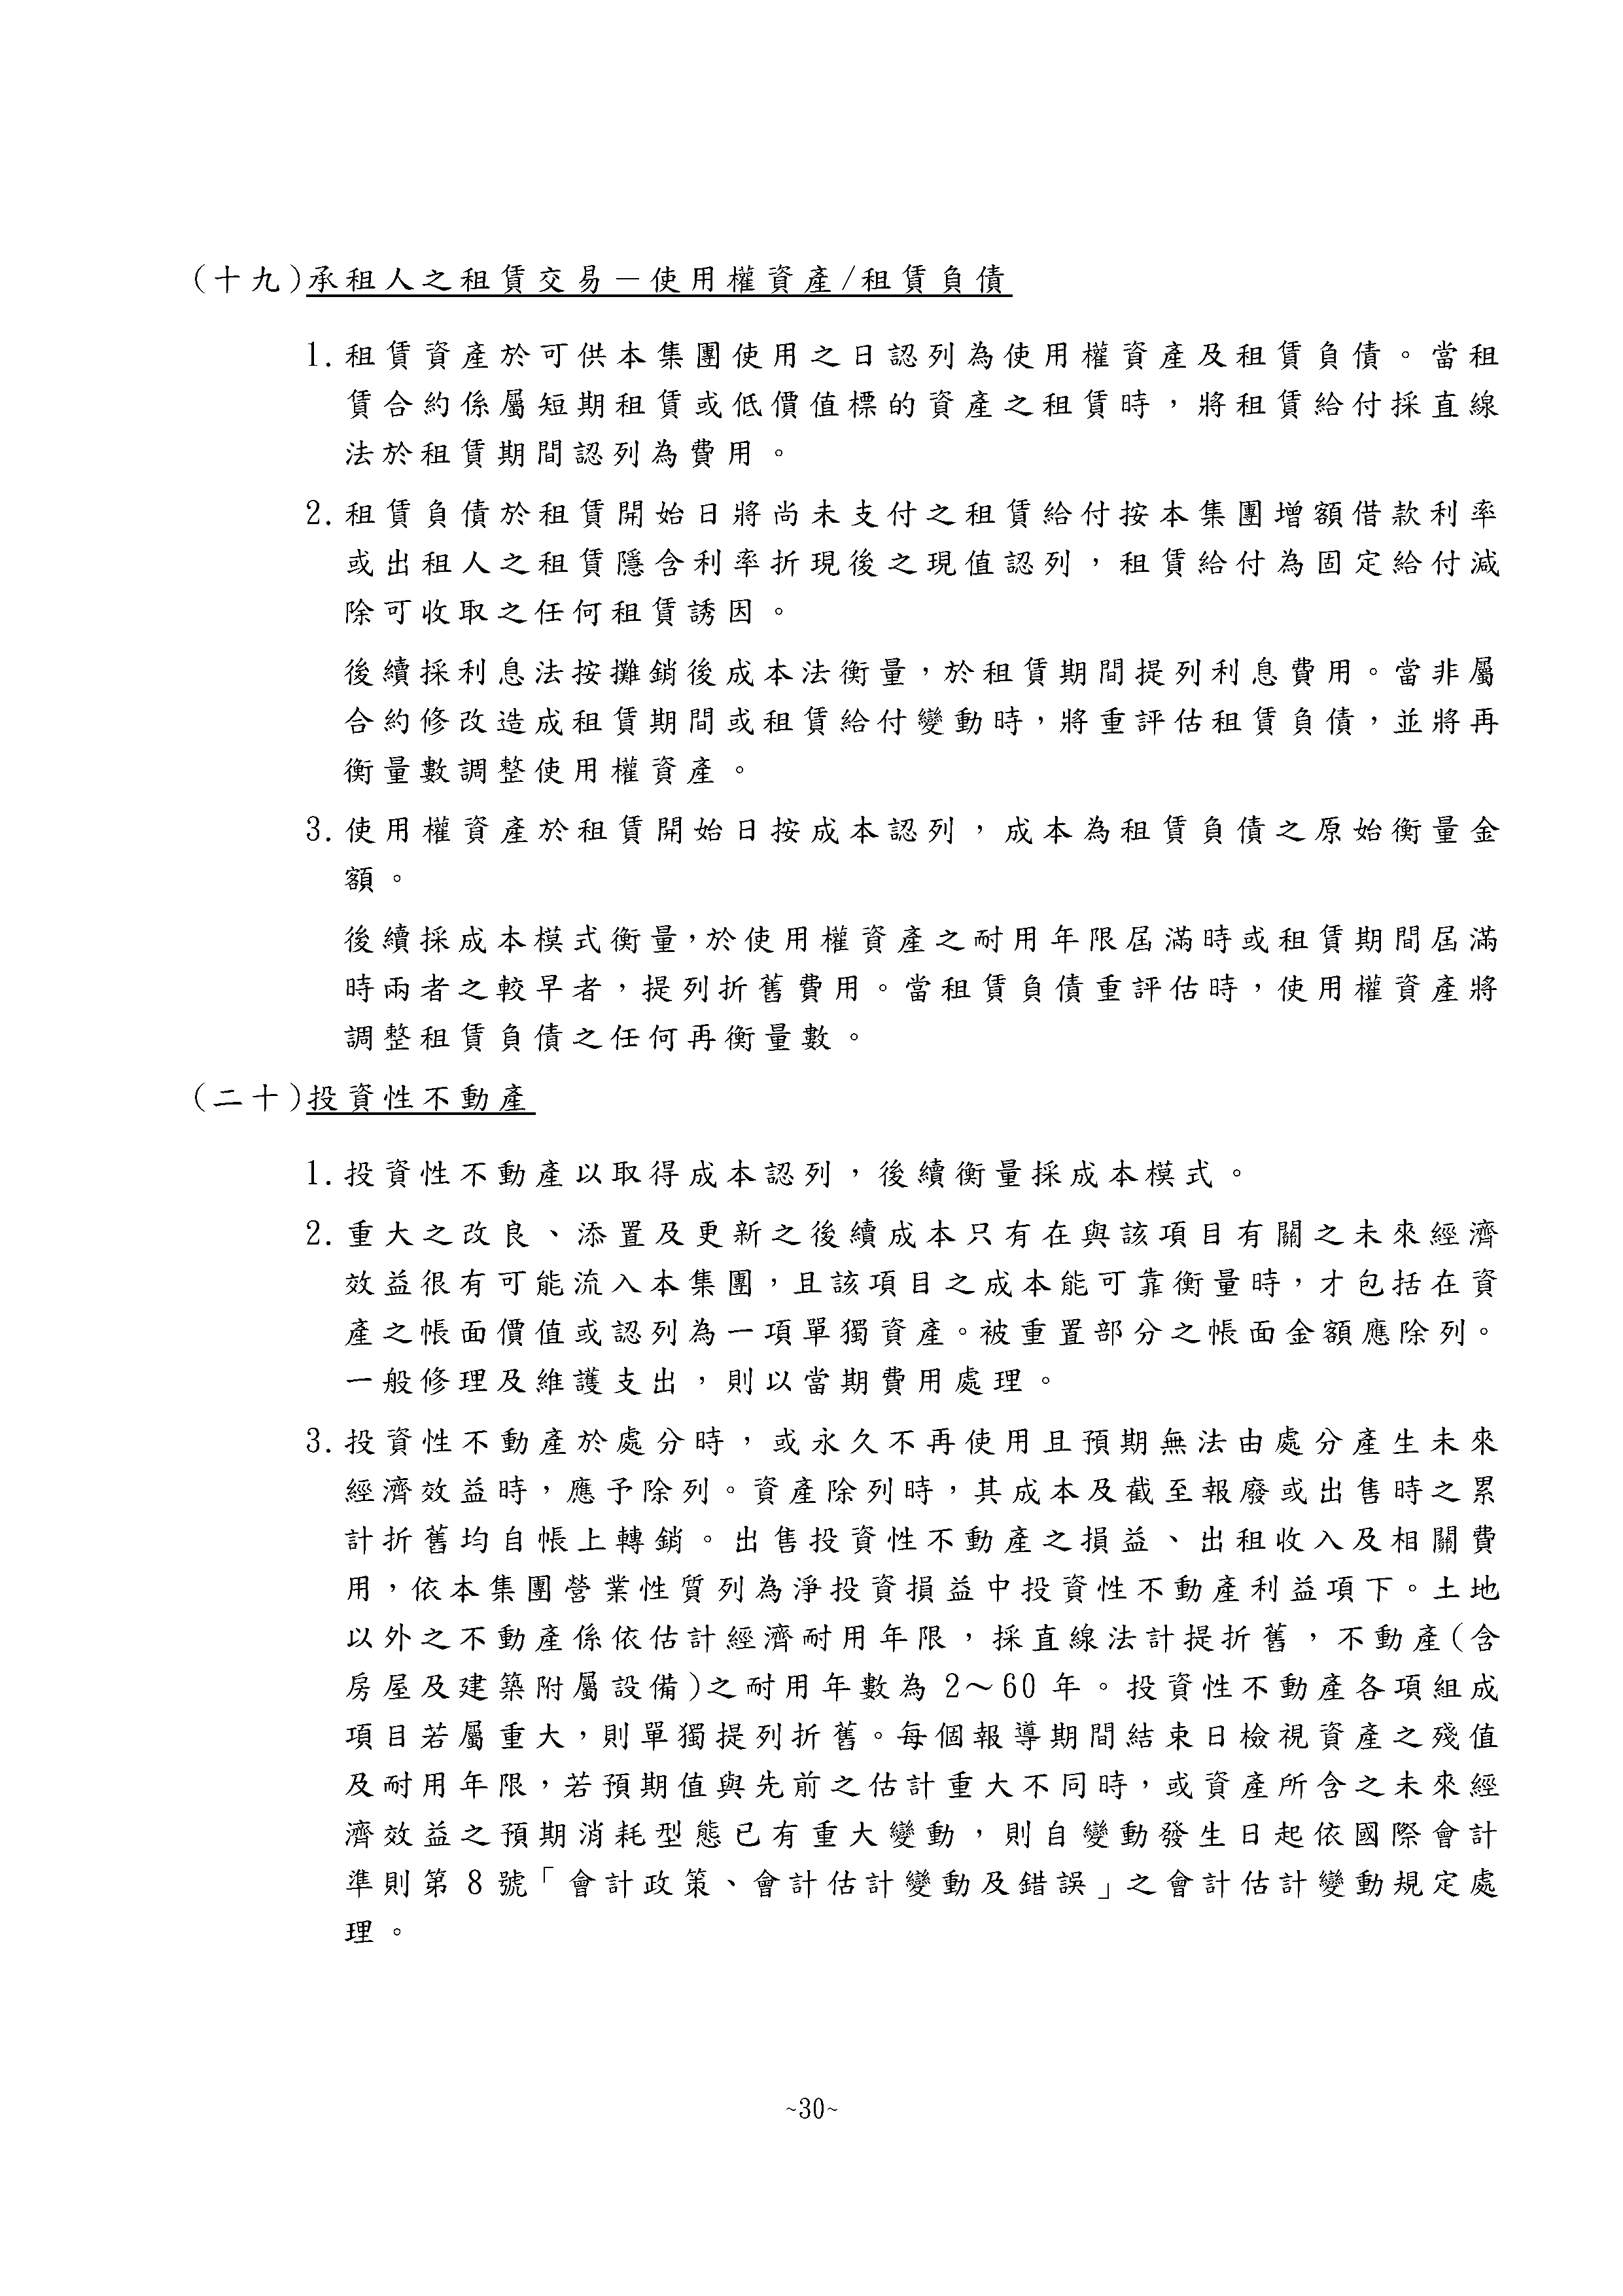 (十九)承租人之租賃交易－使用權資產/租賃負債
1.租賃資產於可供本集團使用之日認列為使用權資產及租賃負債。當租
賃合約係屬短期租賃或低價值標的資產之租賃時，將租賃給付採直線
法於租賃期間認列為費用。
2.租賃負債於租賃開始日將尚未支付之租賃給付按本集團增額借款利率
或出租人之租賃隱含利率折現後之現值認列，租賃給付為固定給付減
除可收取之任何租賃誘因。
後續採利息法按攤銷後成本法衡量，於租賃期間提列利息費用。當非屬
合約修改造成租賃期間或租賃給付變動時，將重評估租賃負債，並將再
衡量數調整使用權資產。
3.使用權資產於租賃開始日按成本認列，成本為租賃負債之原始衡量金
額。
後續採成本模式衡量，於使用權資產之耐用年限屆滿時或租賃期間屆滿
時兩者之較早者，提列折舊費用。當租賃負債重評估時，使用權資產將
調整租賃負債之任何再衡量數。
(二十)投資性不動產
1.投資性不動產以取得成本認列，後續衡量採成本模式。
2.重大之改良、添置及更新之後續成本只有在與該項目有關之未來經濟
效益很有可能流入本集團，且該項目之成本能可靠衡量時，才包括在資
產之帳面價值或認列為一項單獨資產。被重置部分之帳面金額應除列。
一般修理及維護支出，則以當期費用處理。
3.投資性不動產於處分時，或永久不再使用且預期無法由處分產生未來
經濟效益時，應予除列。資產除列時，其成本及截至報廢或出售時之累
計折舊均自帳上轉銷。出售投資性不動產之損益、出租收入及相關費
用，依本集團營業性質列為淨投資損益中投資性不動產利益項下。土地
以外之不動產係依估計經濟耐用年限，採直線法計提折舊，不動產(含
房屋及建築附屬設備)之耐用年數為 2～60 年。投資性不動產各項組成
項目若屬重大，則單獨提列折舊。每個報導期間結束日檢視資產之殘值
及耐用年限，若預期值與先前之估計重大不同時，或資產所含之未來經
濟效益之預期消耗型態已有重大變動，則自變動發生日起依國際會計
準則第 8 號「會計政策、會計估計變動及錯誤」之會計估計變動規定處
理。
~30~